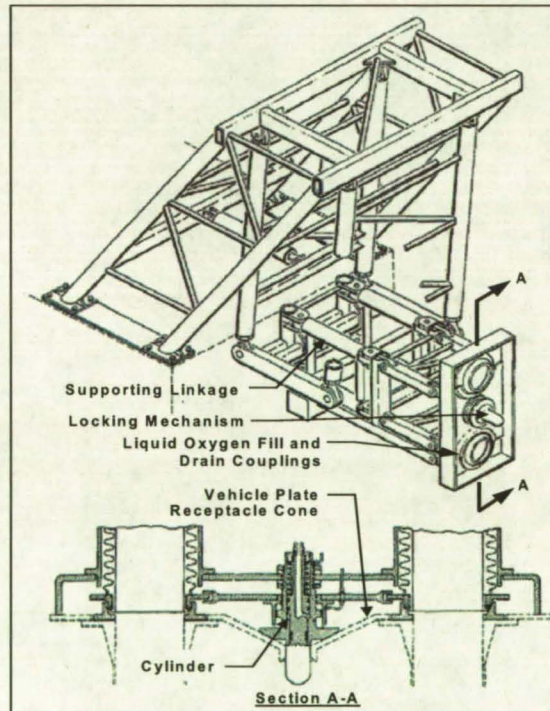 A
Supporting Linkage
Locking Mechanism
Liquid Oxygen Fill and
Drain Couplings
A
Vehicle Plate
Receptacle Cone
Cylinder
Section A-A